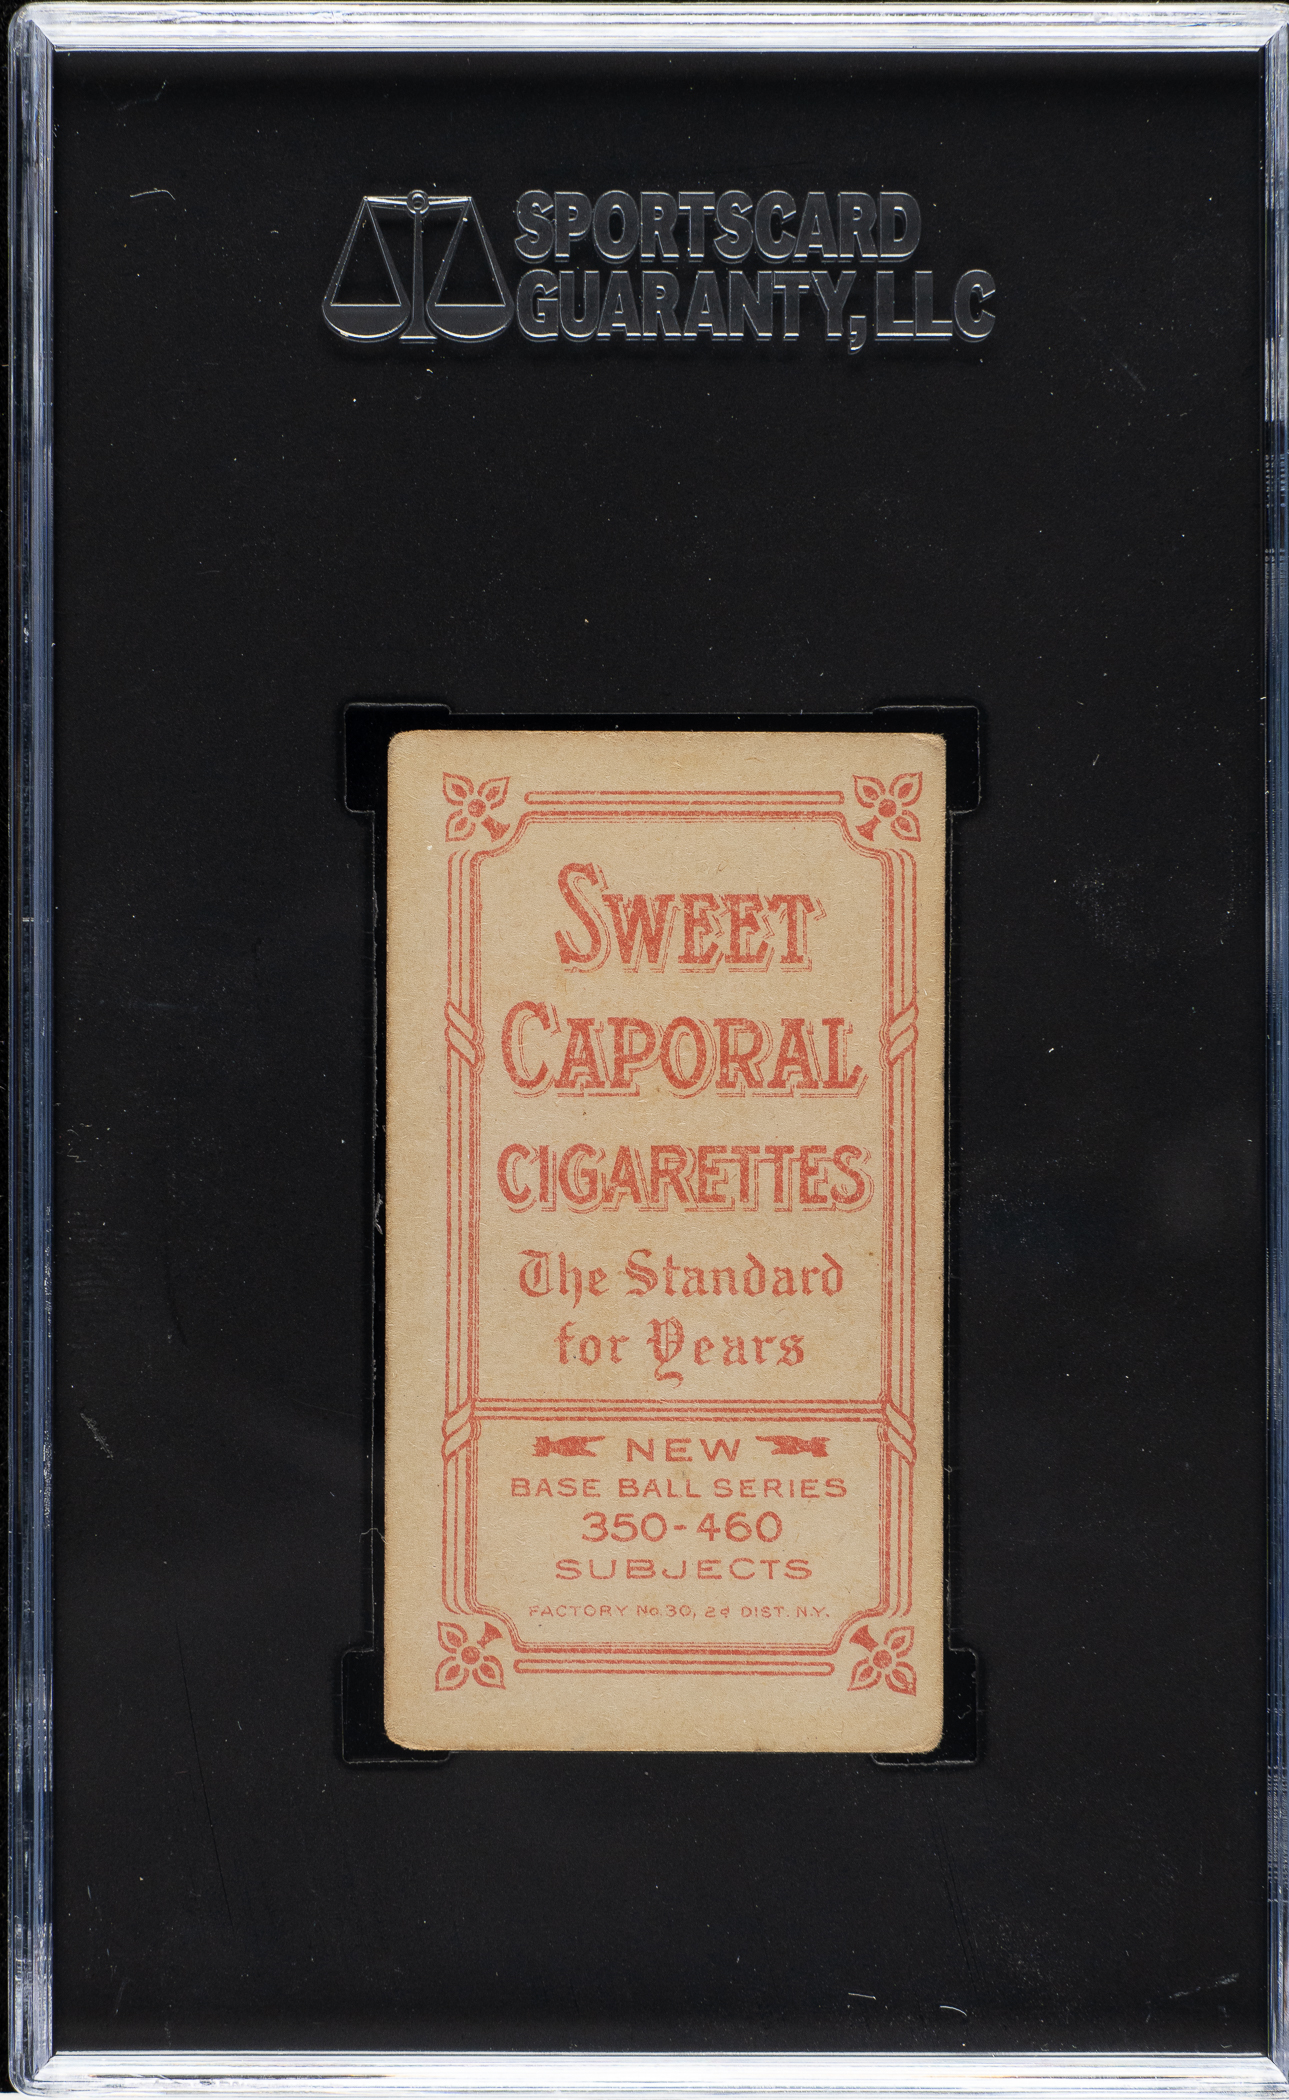 SPORTSCARD
GUARANTY, LLC
SWEET
CAPORAL
CIGARETTES
The Standard
for Years
NEW
BASE BALL SERIES
350-460
SUBJECTS
FACTORY No. 30, 2d DIST. N.Y.